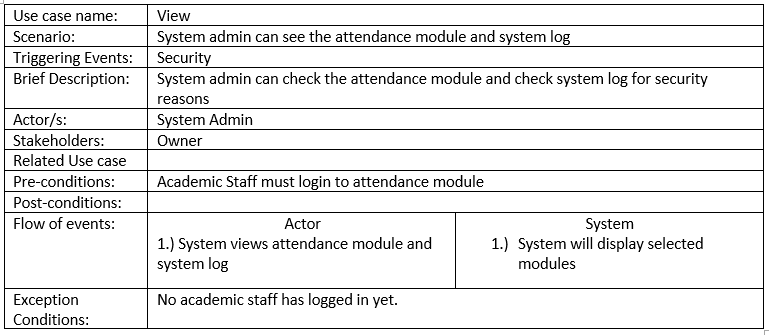 Use case name: View
Scenario: System admin can see the attendance module and system log
Triggering Events: Security
Brief Description: System admin can check the attendance module and check system log for security
reasons
Actor/s: System Admin
Stakeholders: Owner
Related Use case
Pre-conditions: Academic Staff must login to attendance module
Post-conditions:
Flow of events: Actor System
1.) System views attendance module and 1.) System will display selected
system log modules
Exception No academic staff has logged in yet.
Conditions: